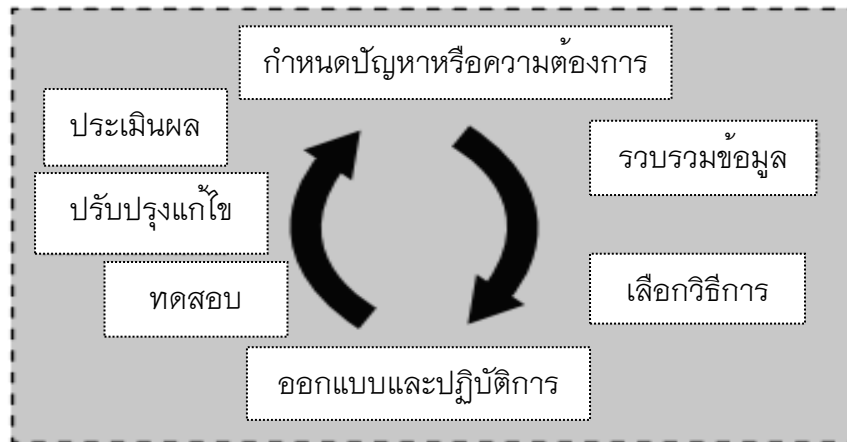 กำหนดปัญหาหรือความต้องการ
รวบรวมข้อมูล
เลือกวิธีการ
ออกแบบและปฏิบัติการ
ทดสอบ
ปรับปรุงแก้ไข
ประเมินผล